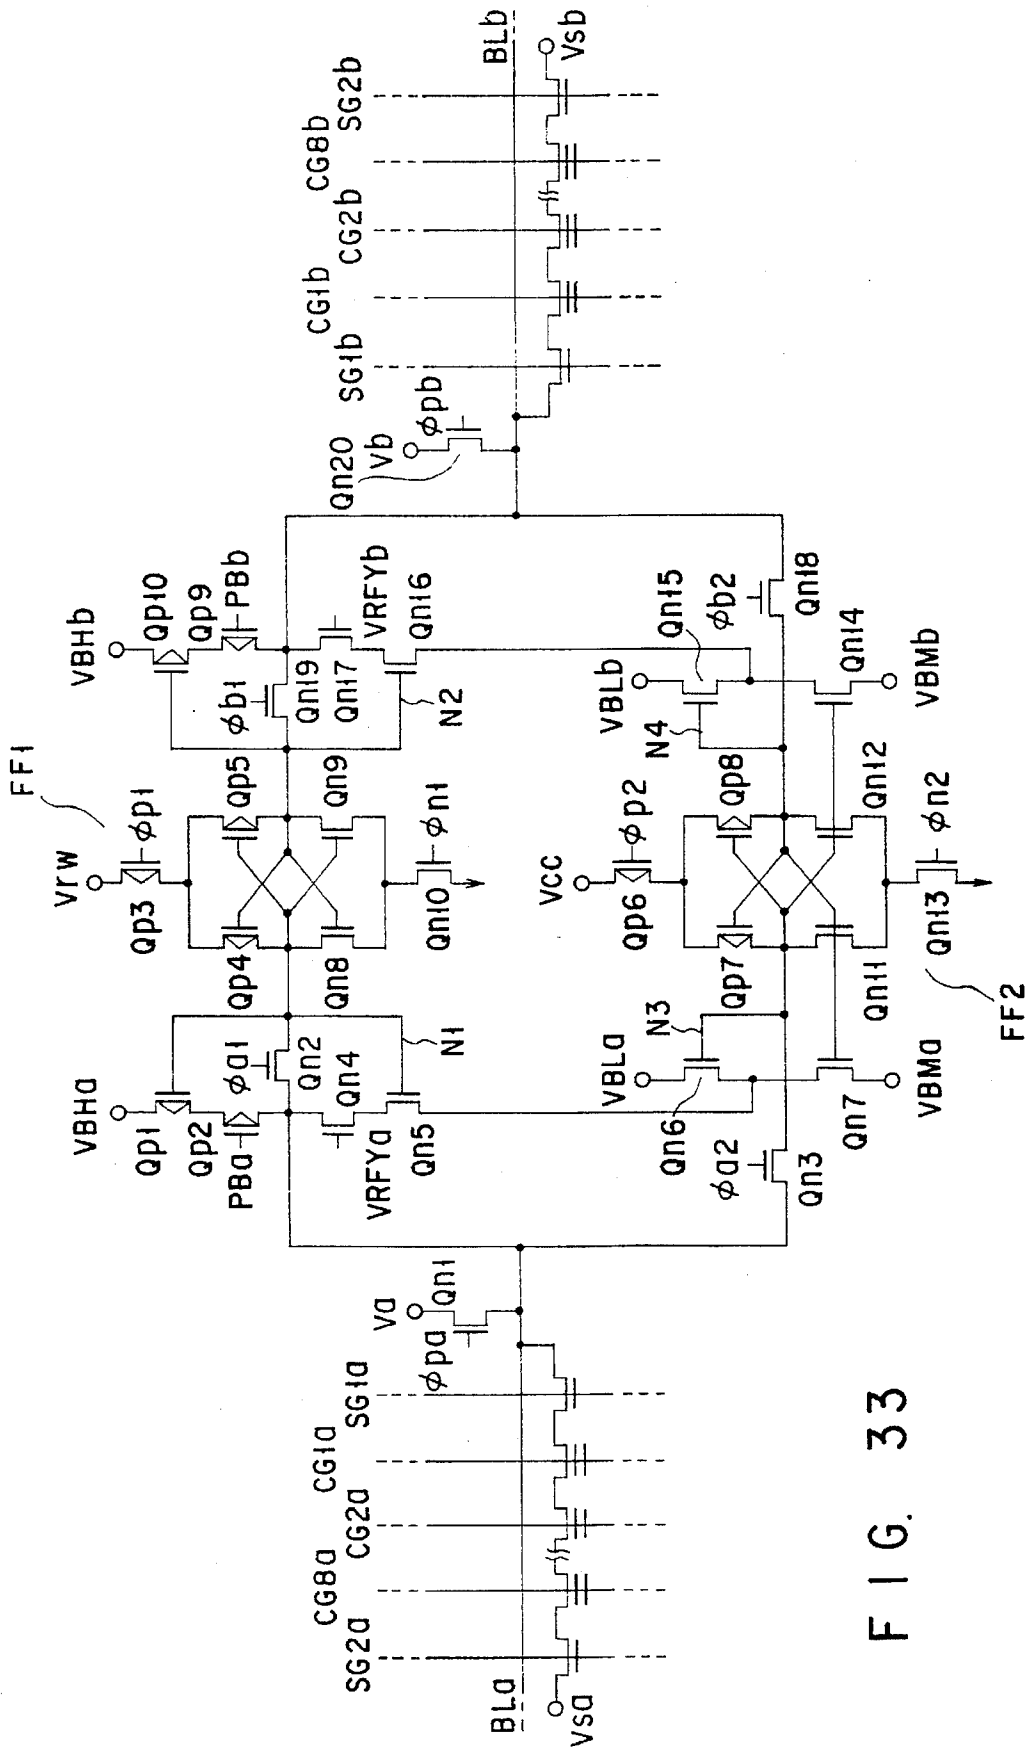 FF1
VBHa
Vrw
VBHb
Qp1
Qp2
PBa
Qp3
φp1
Qp10
Qp9
PBb
φa1
Qn2
Qp4
Qp5
φb1
Qn19
Qn4
VRFYa
Qn5
N1
Qn8
Qn9
Qn10
φn1
Qn17
VRFYb
Qn16
N2
Va
Qn1
φpa
Qn20
Vb
φpb
SG2a
CG8a
CG2a
CG1a
SG1a
SG1b
CG1b
CG2b
CG8b
SG2b
BLa
Vsa
BLb
Vsb
VBLa
Vcc
VBLb
Qn6
N3
Qp6
φp2
N4
Qn15
φa2
Qn3
Qp7
Qp8
φb2
Qn18
Qn7
Qn11
Qn12
Qn14
VBMa
Qn13
φn2
VBMb
FF2
FIG. 33